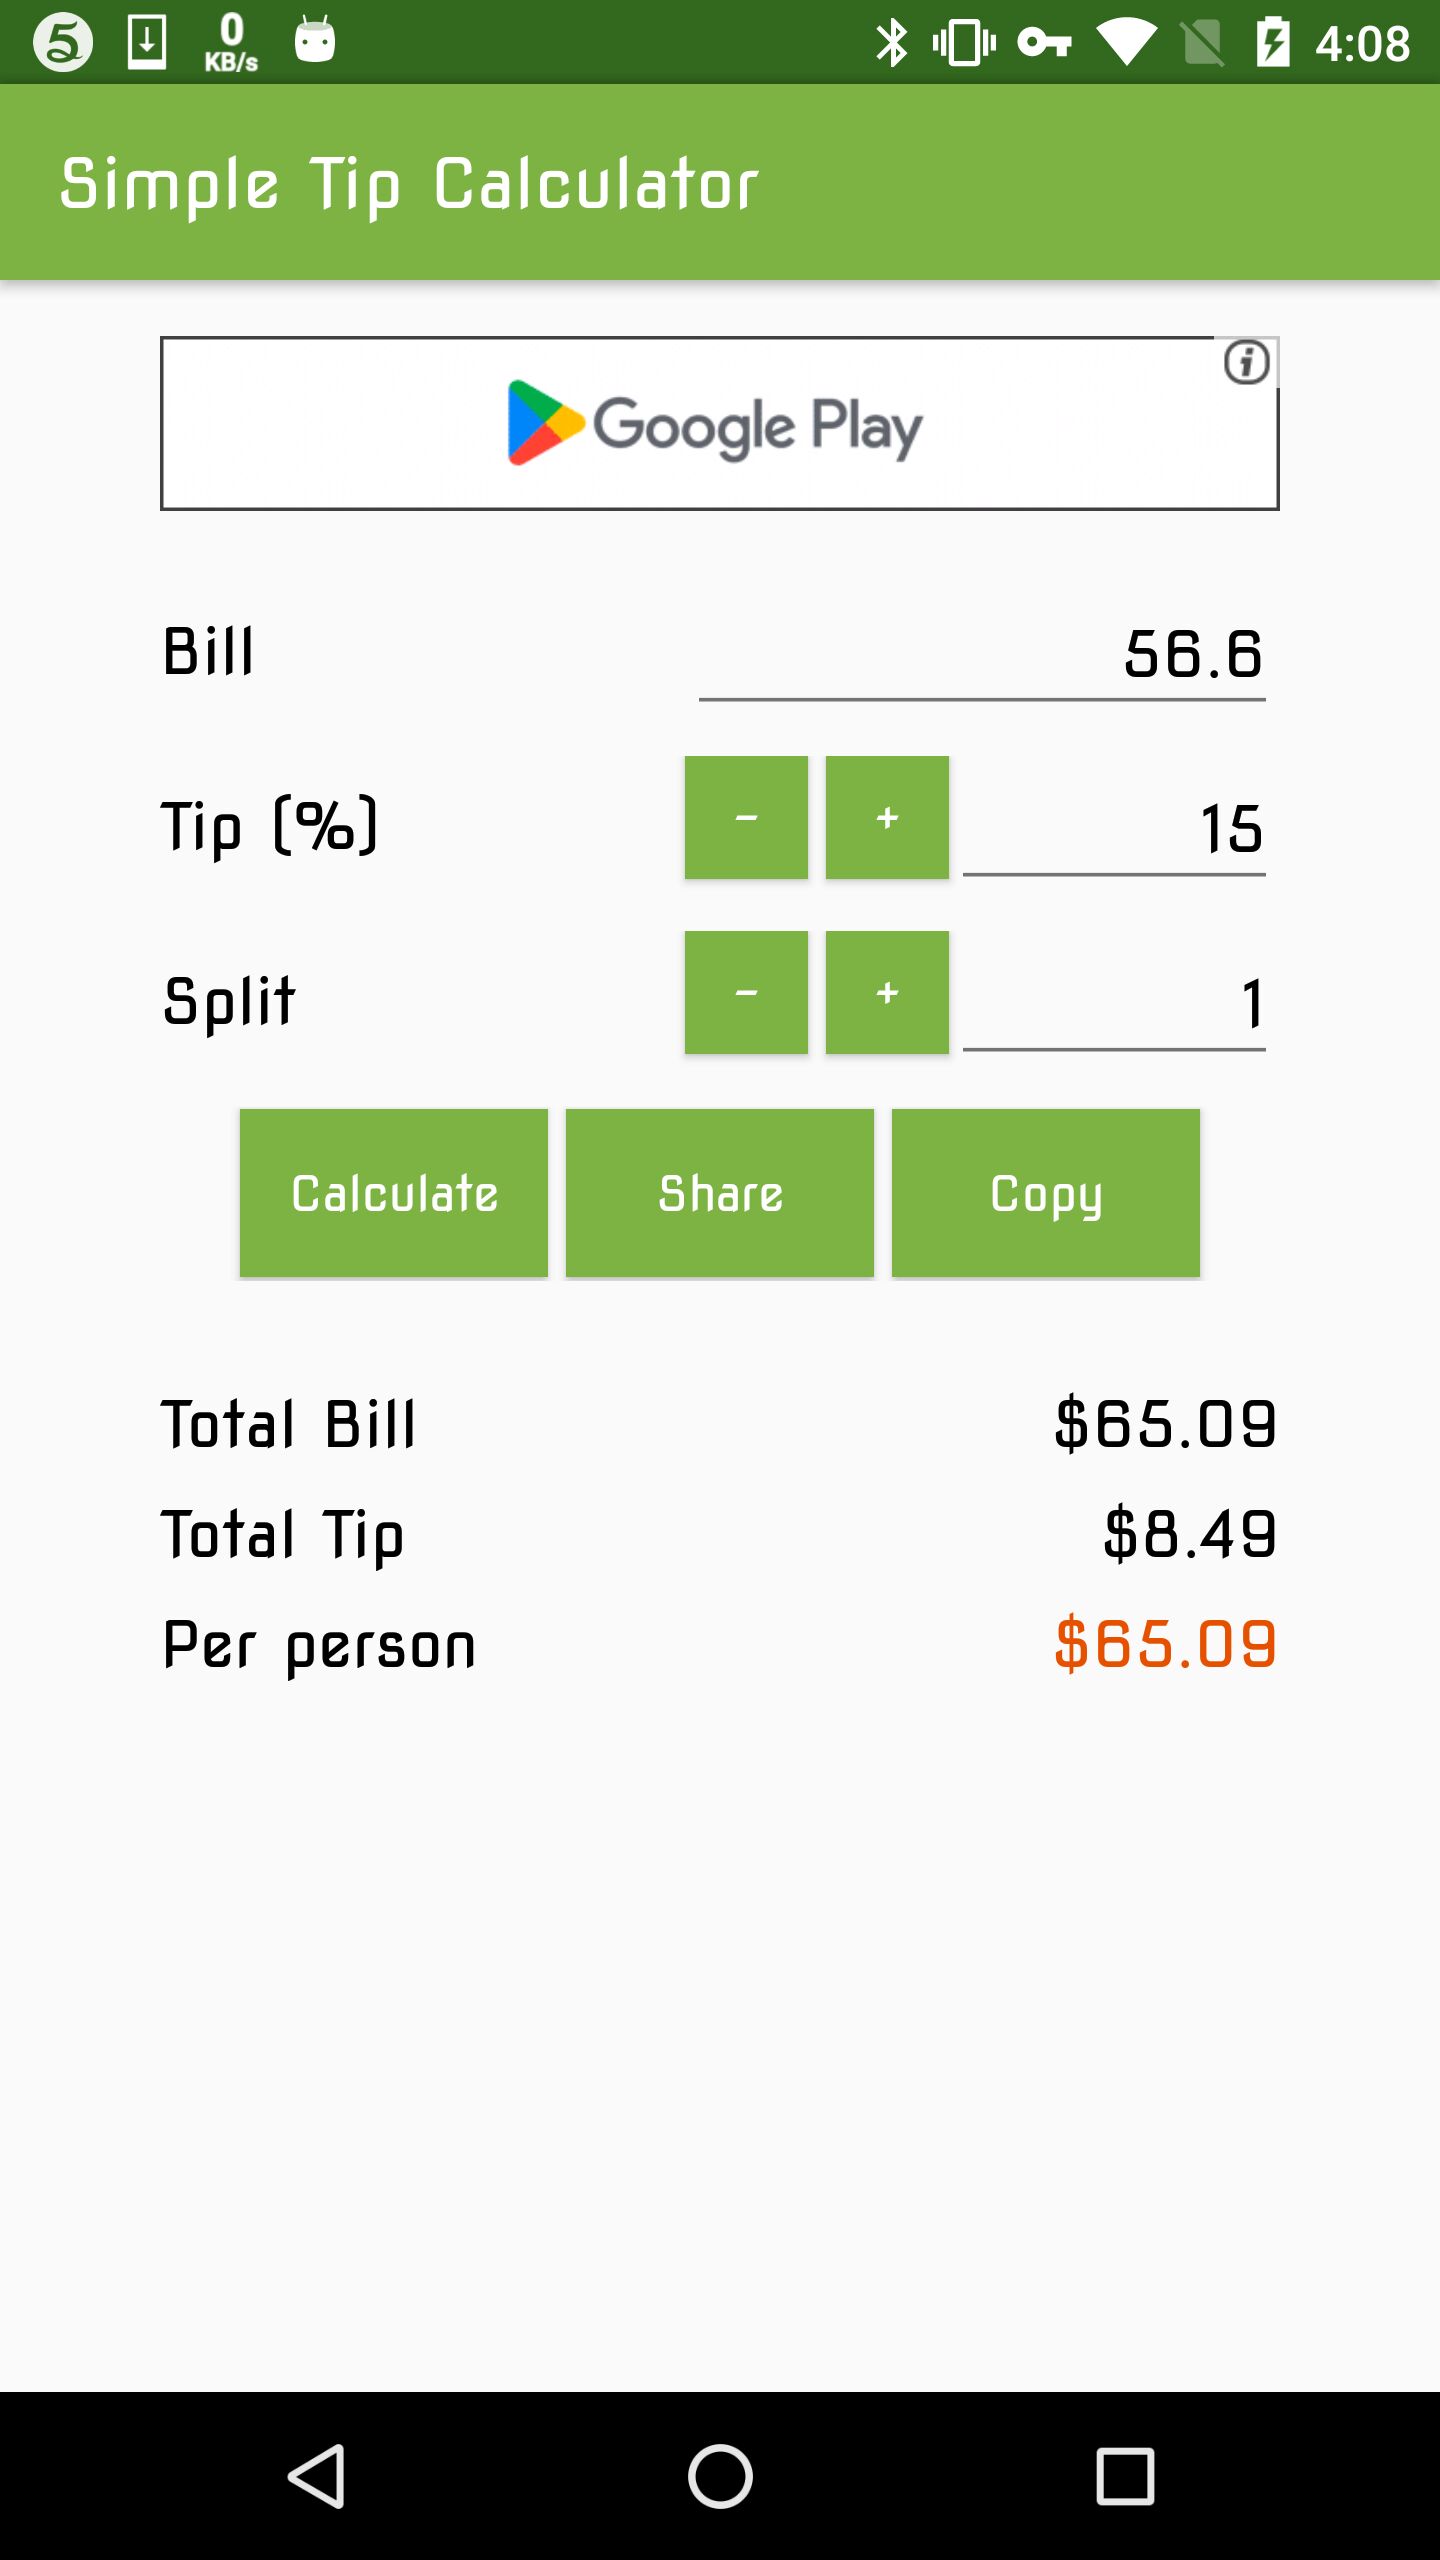 0
KB/s
4:08
Simple Tip Calculator
Google Play
Bill 56.6
Tip (%) - + 15
Split - + 1
Calculate Share Copy
Total Bill $65.09
Total Tip $8.49
Per person $65.09